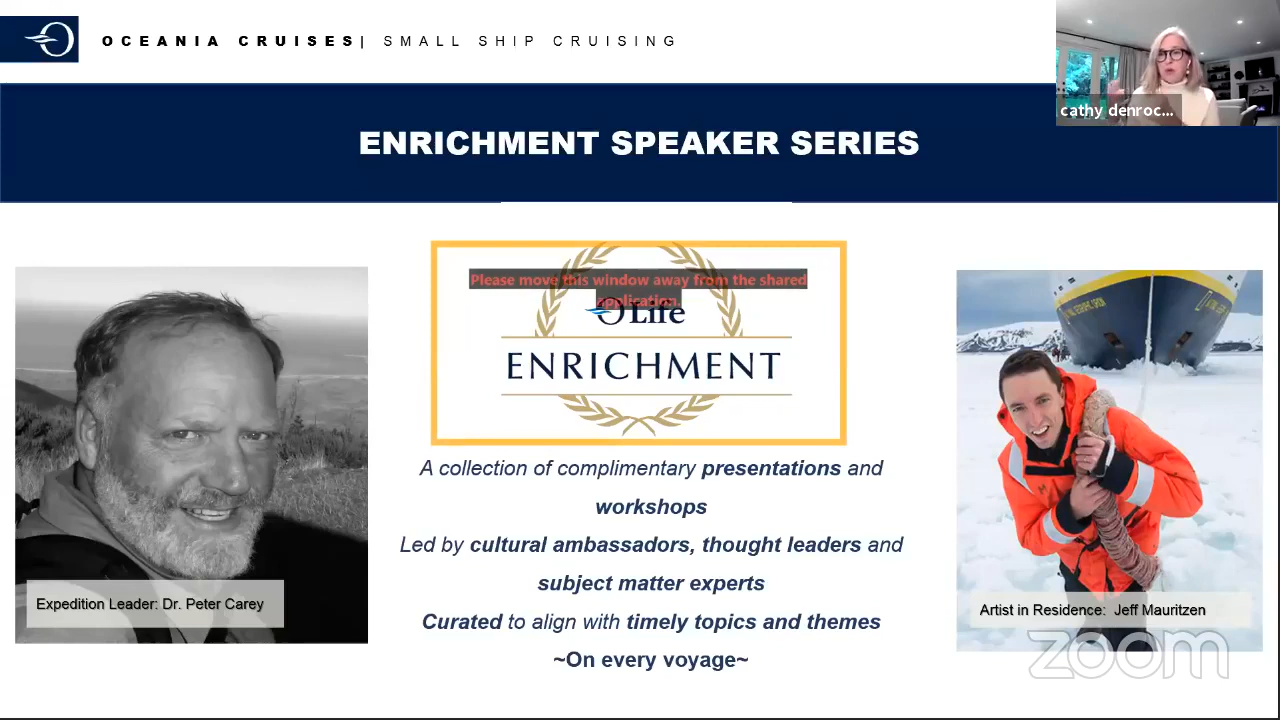 OCEANIA CRUISES| SMALL SHIP CRUISING
cathy denroc...
ENRICHMENT SPEAKER SERIES
Please move this window away from the shared
application.
O Life
ENRICHMENT
A collection of complimentary presentations and
workshops
Led by cultural ambassadors, thought leaders and
subject matter experts
Curated to align with timely topics and themes
~On every voyage~
Expedition Leader: Dr. Peter Carey
Artist in Residence: Jeff Mauritzen
zoom